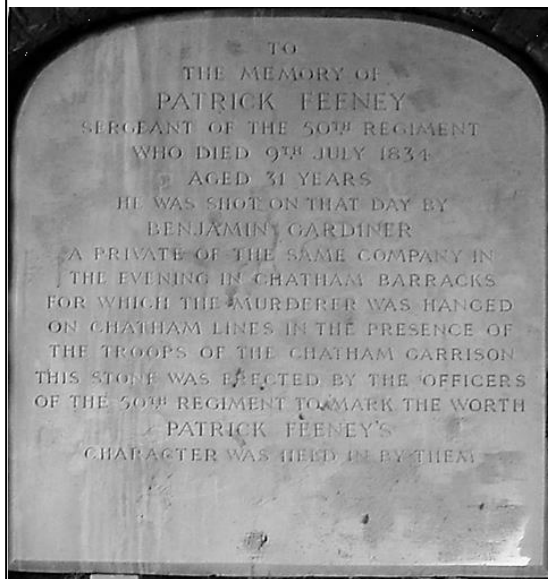 TO
THE MEMORY OF
PATRICK FEENEY
SERGEANT OF THE 50TH REGIMENT
WHO DIED 9TH JULY 1834
AGED 31 YEARS
HE WAS SHOT ON THAT DAY BY
BENJAMIN GARDINER
A PRIVATE OF THE SAME COMPANY IN
THE EVENING IN CHATHAM BARRACKS
FOR WHICH THE MURDERER WAS HANGED
ON CHATHAM LINES IN THE PRESENCE OF
THE TROOPS OF THE CHATHAM GARRISON
THIS STONE WAS ERECTED BY THE OFFICERS
OF THE 50TH REGIMENT TO MARK THE WORTH
PATRICK FEENEY'S
CHARACTER WAS HELD IN BY THEM